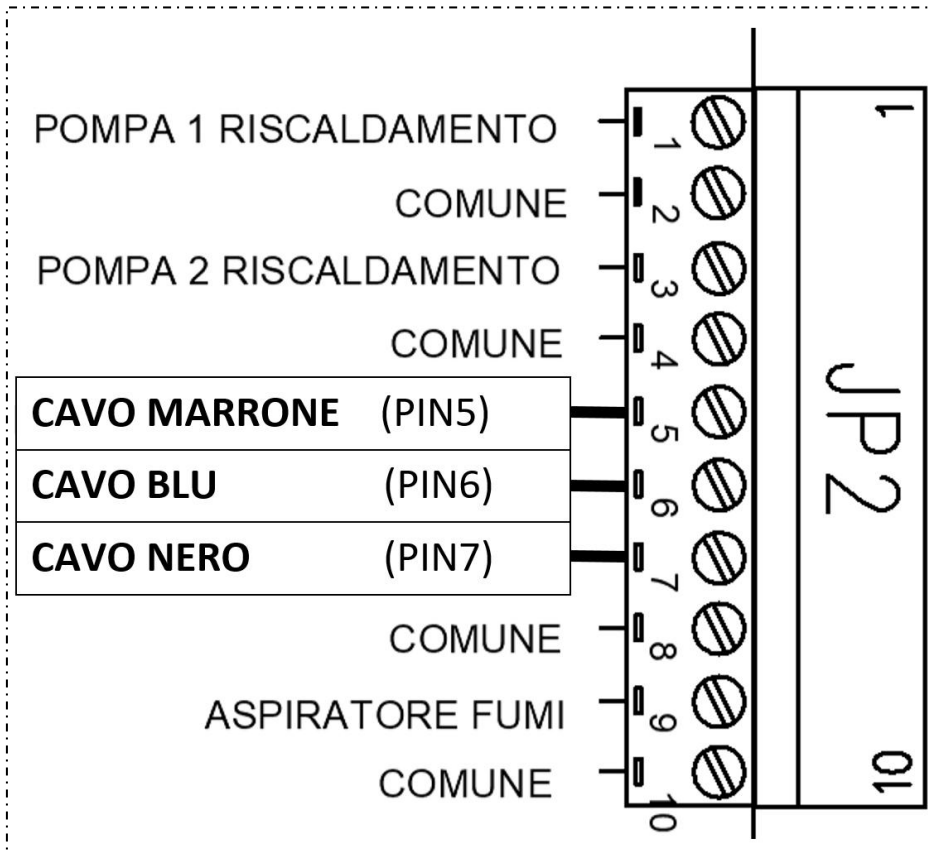 POMPA 1 RISCALDAMENTO 1 1
COMUNE 2
POMPA 2 RISCALDAMENTO 3
COMUNE 4
CAVO MARRONE (PIN5) 5
JP2
CAVO BLU (PIN6) 6
CAVO NERO (PIN7) 7
COMUNE 8
ASPIRATORE FUMI 9
COMUNE 10 10